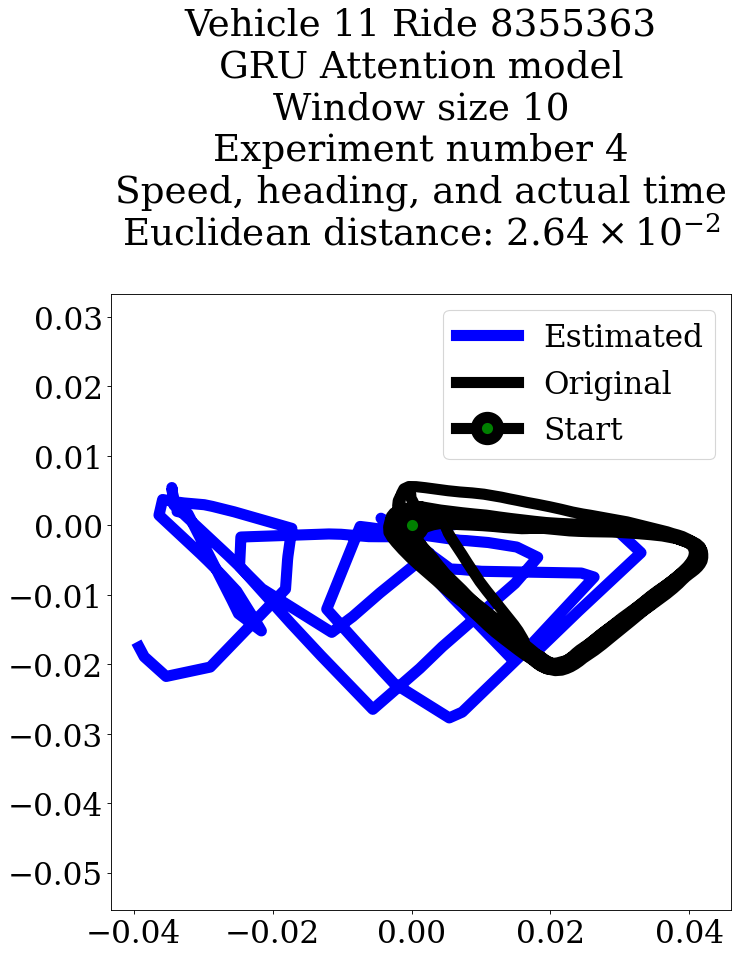 Vehicle 11 Ride 8355363
GRU Attention model
Window size 10
Experiment number 4
Speed, heading, and actual time
Euclidean distance: 2.64 × 10⁻²
Estimated
Original
Start
0.03
0.02
0.01
0.00
−0.01
−0.02
−0.03
−0.04
−0.05
−0.04
−0.02
0.00
0.02
0.04